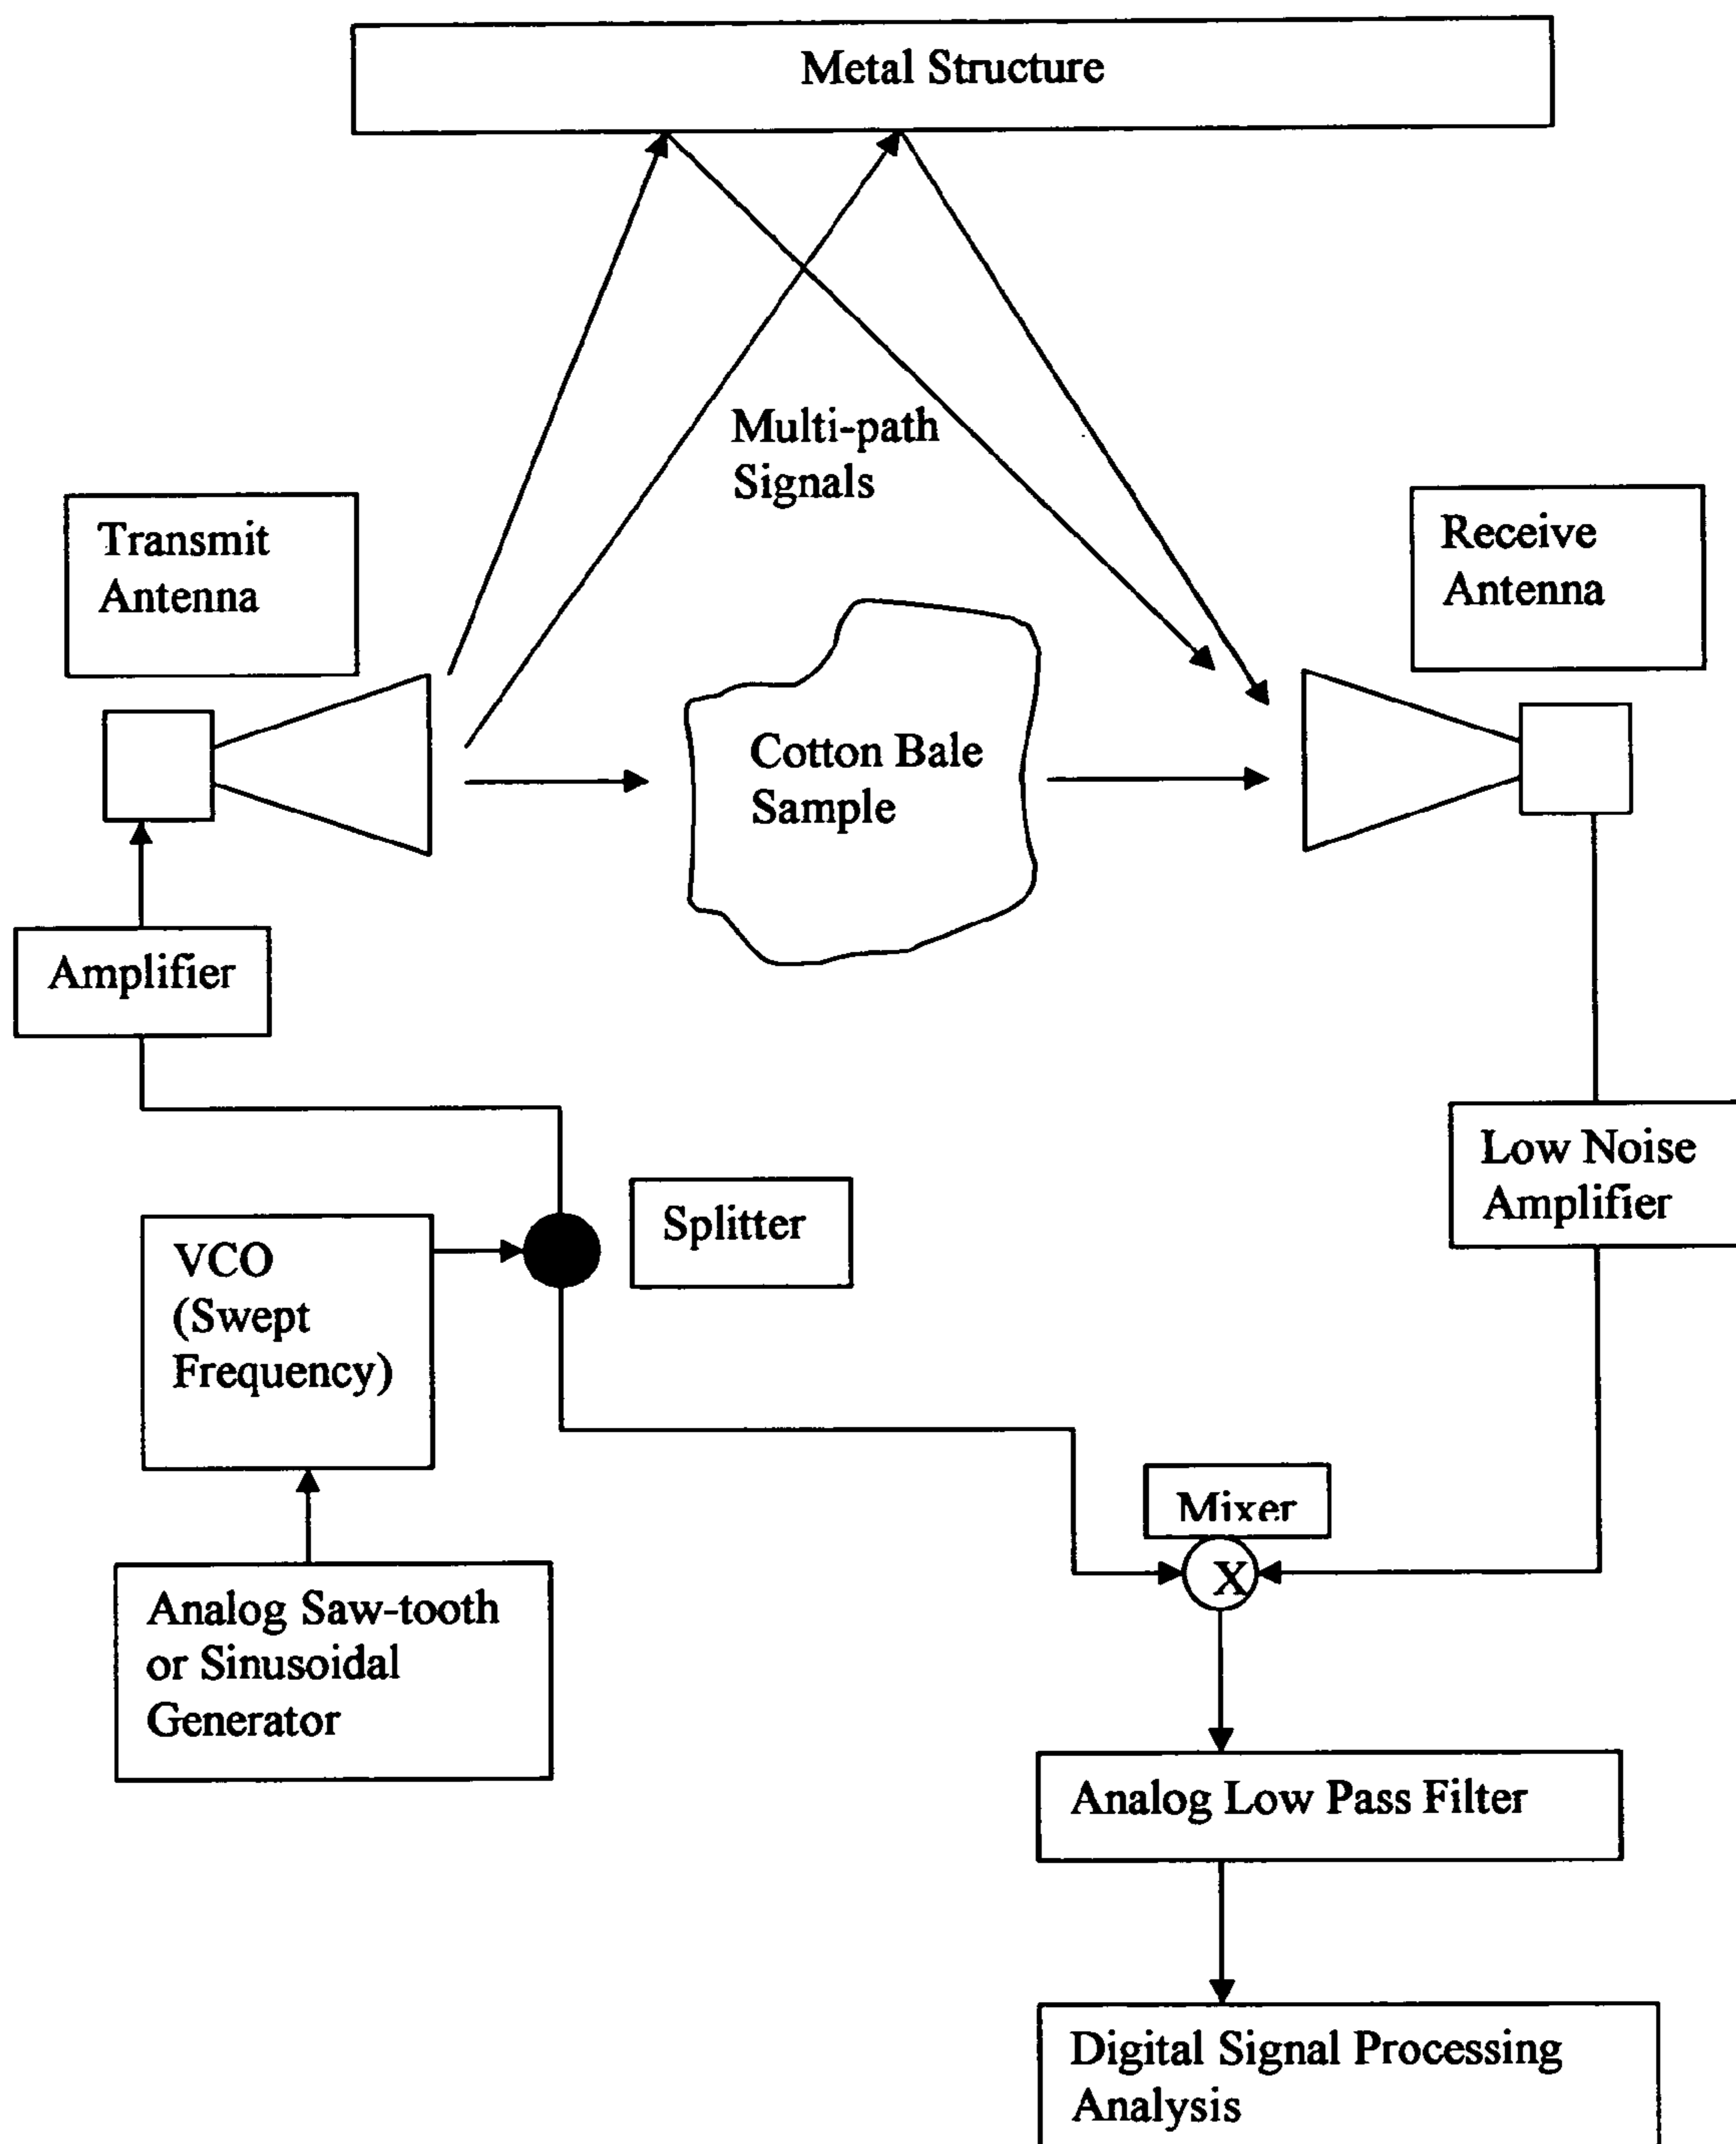 Metal Structure
Multi-path
Signals
Transmit
Antenna
Receive
Antenna
Cotton Bale
Sample
Amplifier
Low Noise
Amplifier
Splitter
VCO
(Swept
Frequency)
Mixer
X
Analog Saw-tooth
or Sinusoidal
Generator
Analog Low Pass Filter
Digital Signal Processing
Analysis